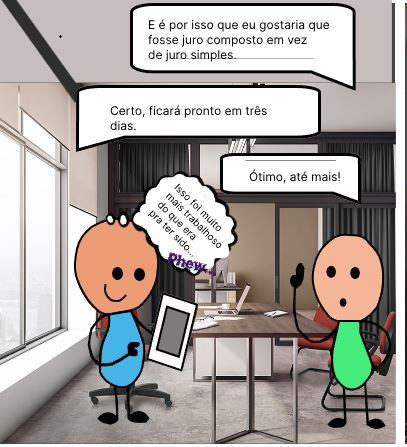 E é por isso que eu gostaria que
fosse juro composto em vez
de juro simples.
Certo, ficará pronto em três
dias.
Ótimo, até mais!
Isso foi muito
mais trabalhoso
do que era
pra ter sido...
Phew...